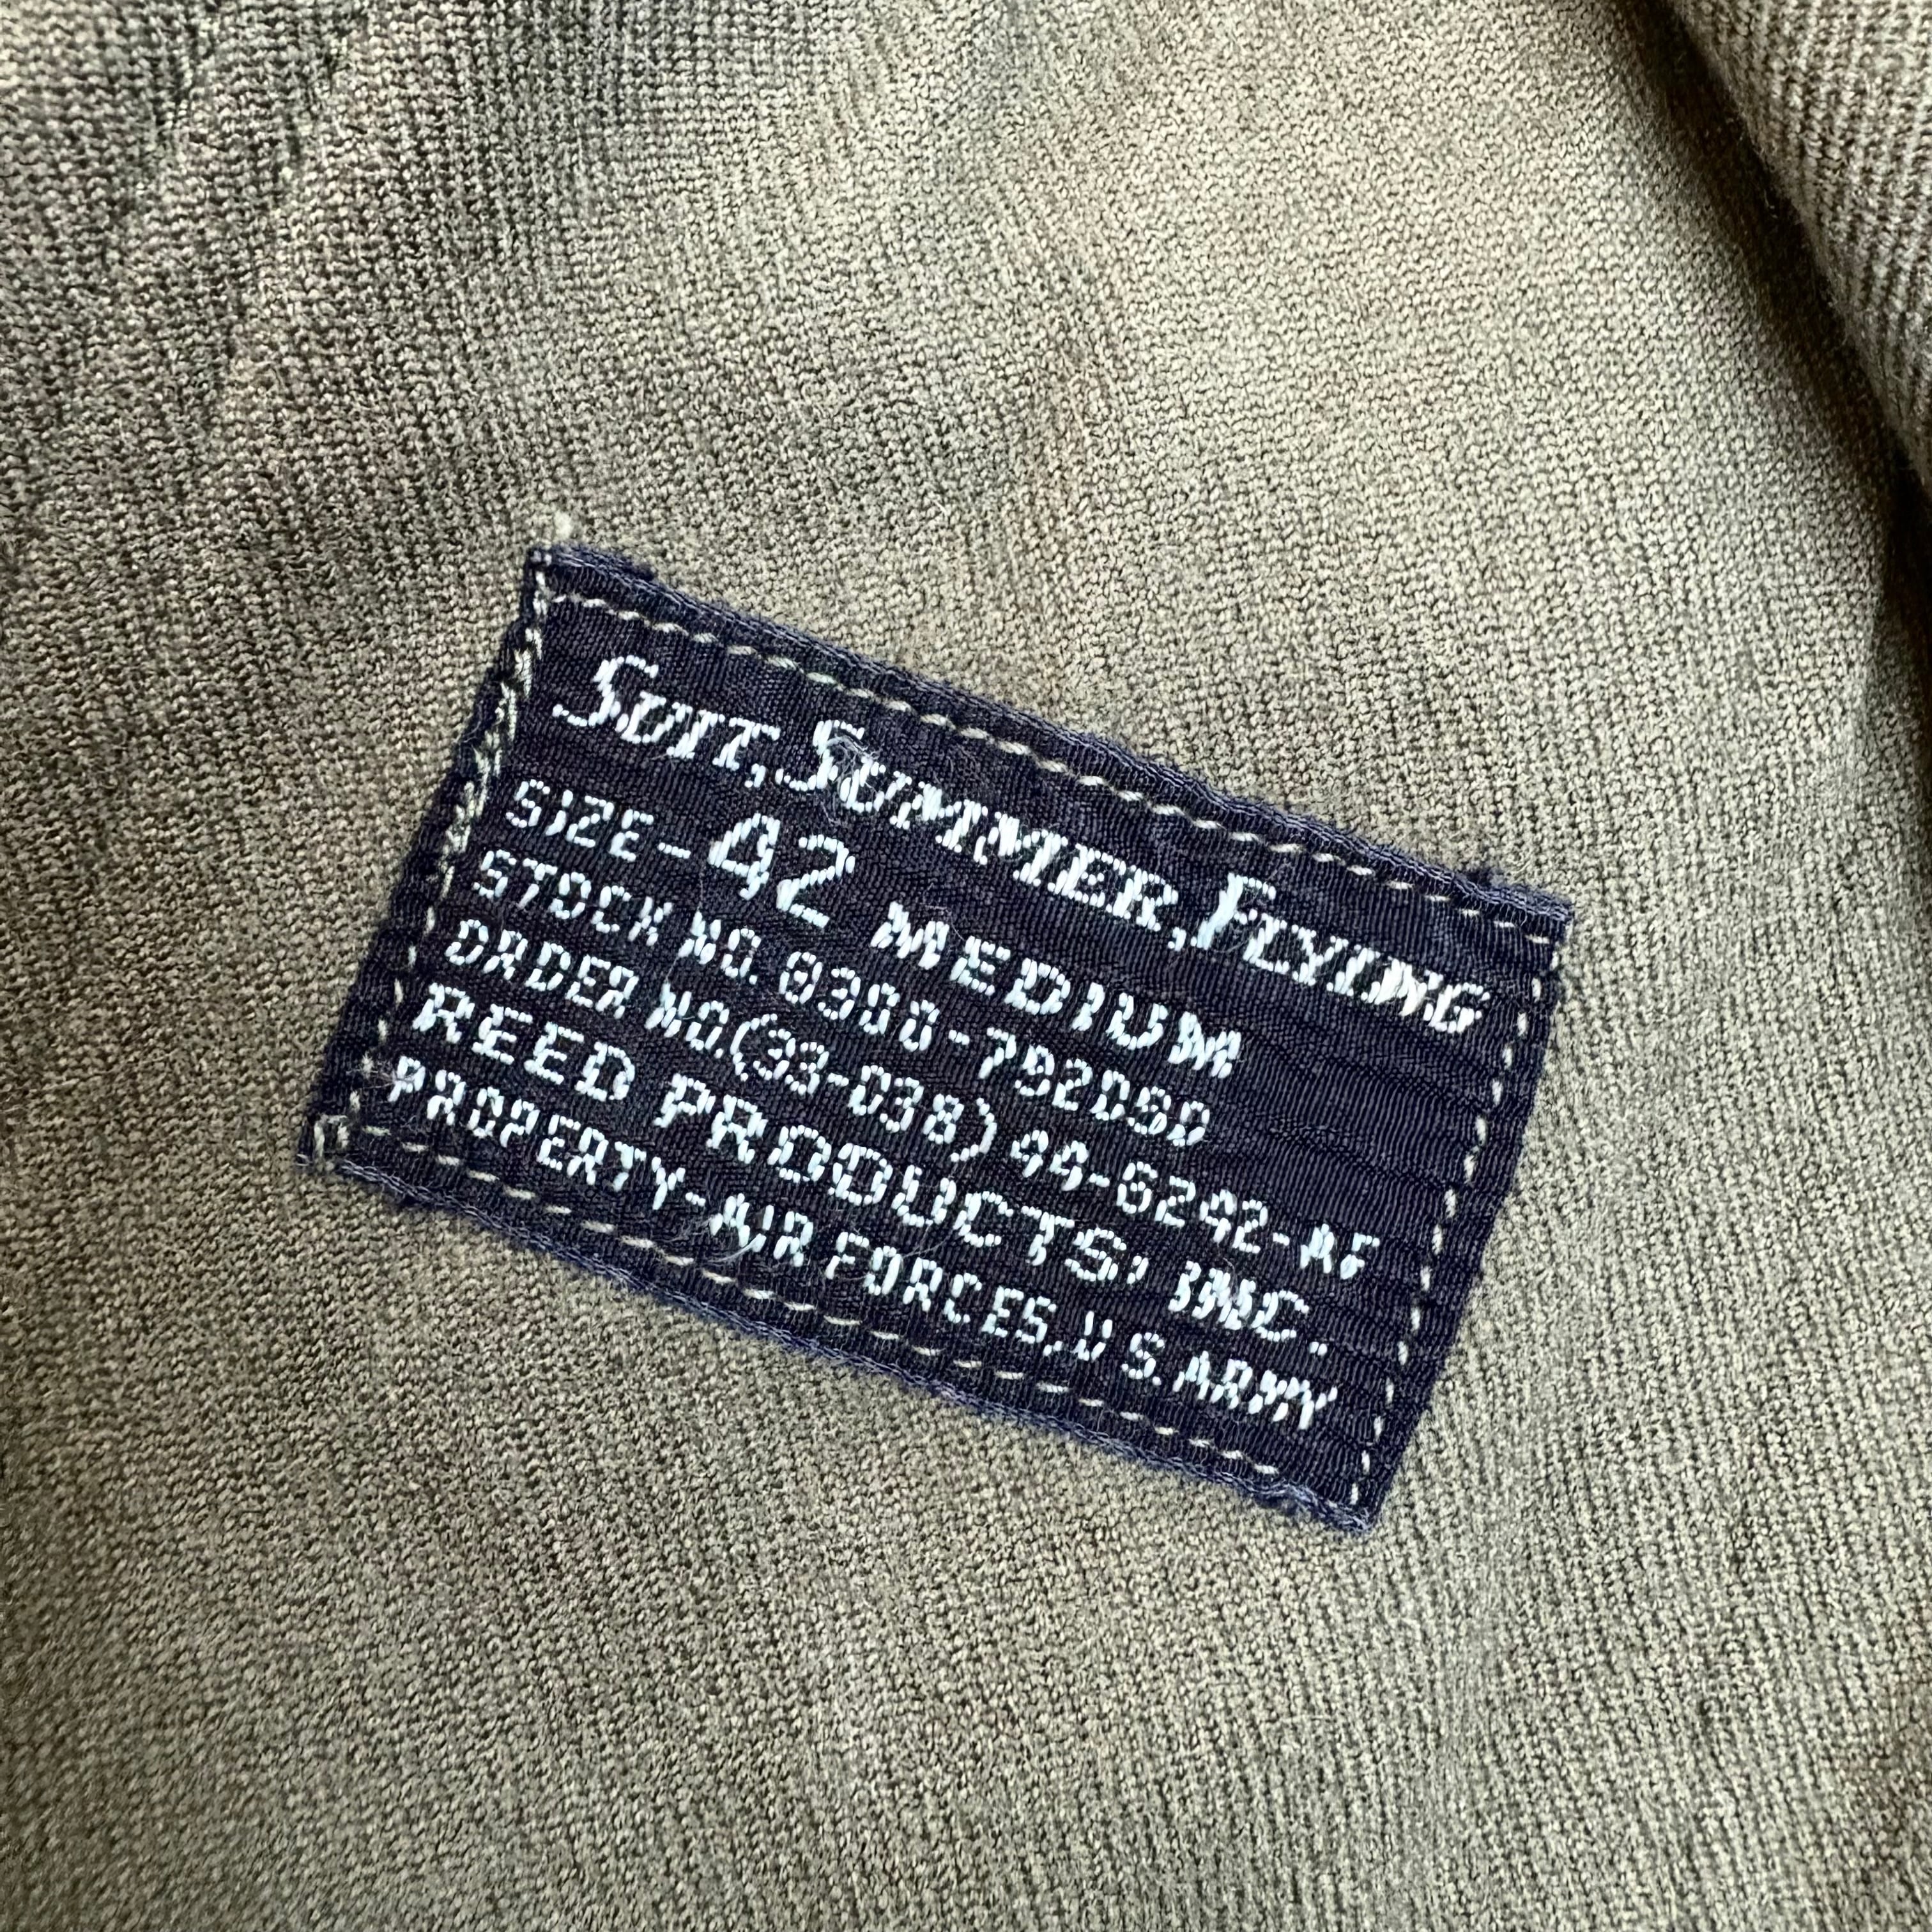 SUIT, SUMMER, FLYING
SIZE-42 MEDIUM
STOCK NO. 8300-792050
ORDER NO.(33-038) 44-6242-AF
REED PRODUCTS, INC.
PROPERTY-AIR FORCES, U.S. ARMY